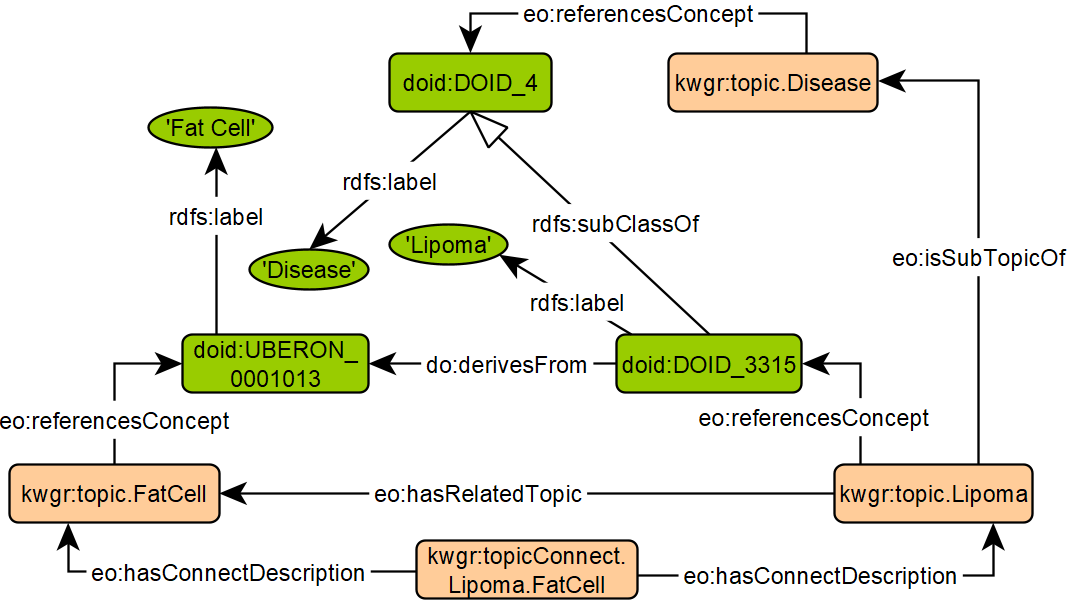 eo:referencesConcept
doid:DOID_4
kwgr:topic.Disease
'Fat Cell'
rdfs:label
rdfs:label
rdfs:subClassOf
'Lipoma'
eo:isSubTopicOf
'Disease'
rdfs:label
doid:UBERON_
0001013
do:derivesFrom
doid:DOID_3315
eo:referencesConcept
eo:referencesConcept
kwgr:topic.FatCell
eo:hasRelatedTopic
kwgr:topic.Lipoma
eo:hasConnectDescription
kwgr:topicConnect.
Lipoma.FatCell
eo:hasConnectDescription